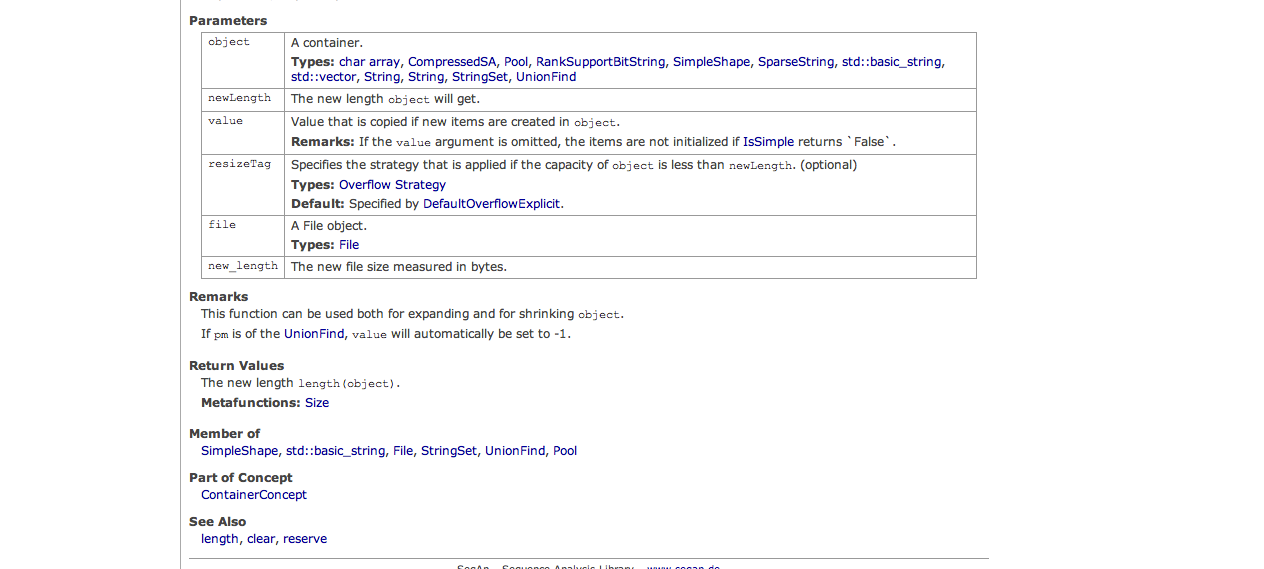 Parameters
object
A container.
Types: char array, CompressedSA, Pool, RankSupportBitString, SimpleShape, SparseString, std::basic_string,
std::vector, String, String, StringSet, UnionFind
newLength
The new length object will get.
value
Value that is copied if new items are created in object.
Remarks: If the value argument is omitted, the items are not initialized if IsSimple returns `False`.
resizeTag
Specifies the strategy that is applied if the capacity of object is less than newLength. (optional)
Types: Overflow Strategy
Default: Specified by DefaultOverflowExplicit.
file
A File object.
Types: File
new_length
The new file size measured in bytes.
Remarks
This function can be used both for expanding and for shrinking object.
If pm is of the UnionFind, value will automatically be set to -1.
Return Values
The new length length(object).
Metafunctions: Size
Member of
SimpleShape, std::basic_string, File, StringSet, UnionFind, Pool
Part of Concept
ContainerConcept
See Also
length, clear, reserve
SeqAn - Sequence Analysis Library - www.seqan.de